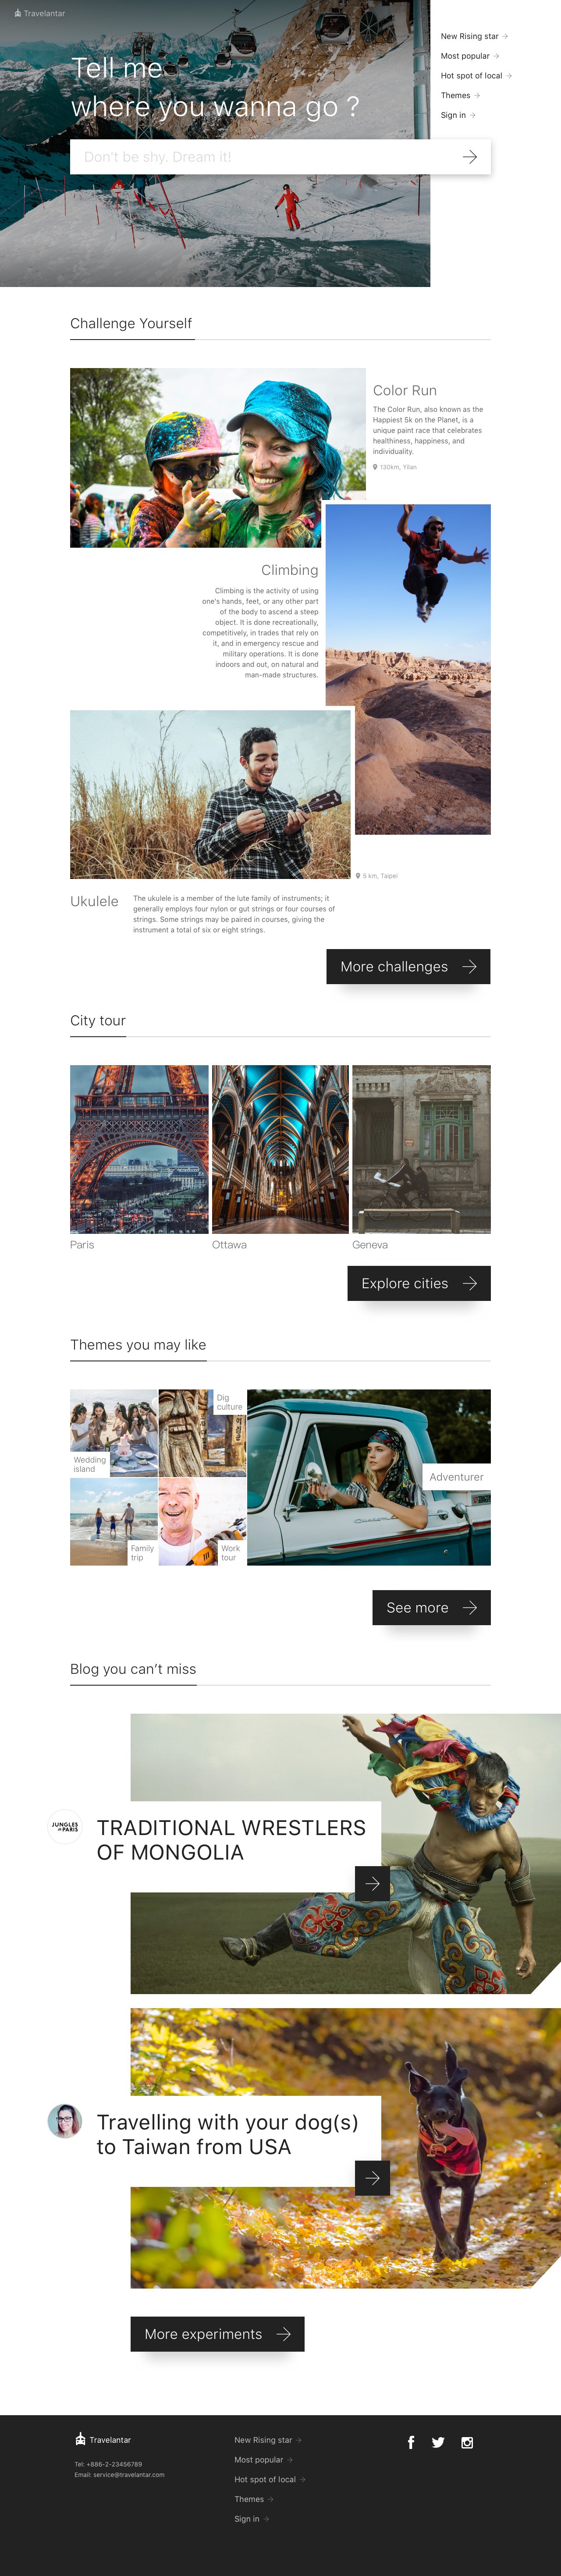 Travelantar
New Rising star
Most popular
Hot spot of local
Themes
Sign in
Tell me
where you wanna go ?
Don't be shy. Dream it!
Challenge Yourself
Color Run
The Color Run, also known as the
Happiest 5k on the Planet, is a
unique paint race that celebrates
healthiness, happiness, and
individuality.
130km, Yilan
Climbing
Climbing is the activity of using
one's hands, feet, or any other part
of the body to ascend a steep
object. It is done recreationally,
competitively, in trades that rely on
it, and in emergency rescue and
military operations. It is done
indoors and out, on natural and
man-made structures.
5 km, Taipei
Ukulele
The ukulele is a member of the lute family of instruments; it
generally employs four nylon or gut strings or four courses of
strings. Some strings may be paired in courses, giving the
instrument a total of six or eight strings.
More challenges
City tour
Paris
Ottawa
Geneva
Explore cities
Themes you may like
Wedding
island
Dig
culture
Family
trip
Work
tour
Adventurer
See more
Blog you can't miss
JUNGLES
in PARIS
TRADITIONAL WRESTLERS
OF MONGOLIA
Travelling with your dog(s)
to Taiwan from USA
More experiments
Travelantar
Tel: +886-2-23456789
Email: service@travelantar.com
New Rising star
Most popular
Hot spot of local
Themes
Sign in